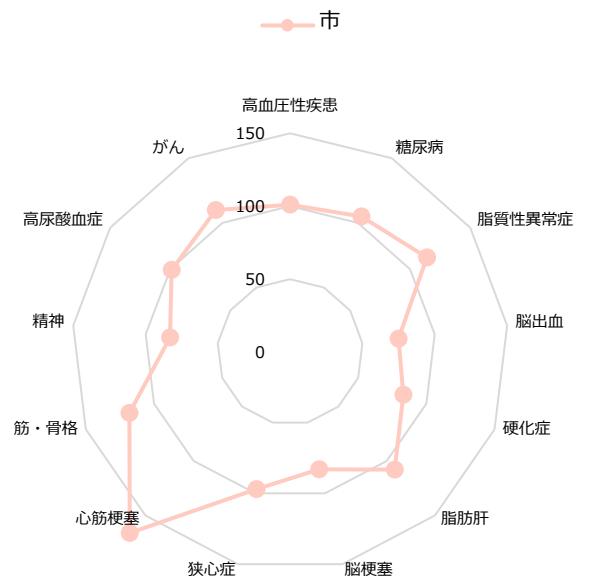 市
高血圧性疾患
糖尿病
脂質性異常症
脳出血
硬化症
脂肪肝
脳梗塞
狭心症
心筋梗塞
筋・骨格
精神
高尿酸血症
がん
150
100
50
0